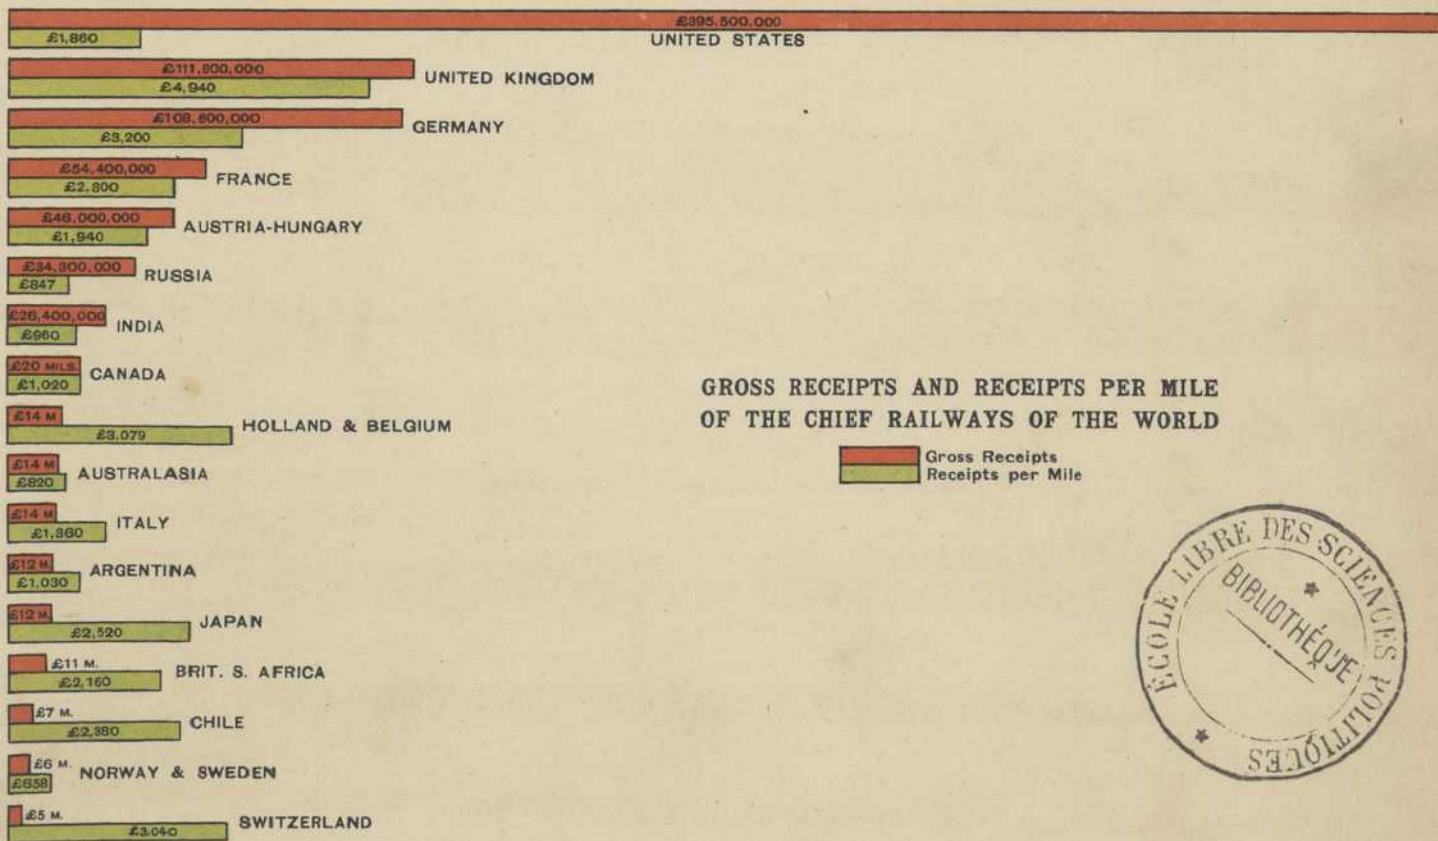 £395.500.000
£1,860
UNITED STATES
£111,800,000
£4,940
UNITED KINGDOM
£108,600,000
£3,200
GERMANY
£54,400,000
£2.300
FRANCE
£46,000,000
£1,940
AUSTRIA-HUNGARY
£34,300,000
£847
RUSSIA
£26,400,000
£960
INDIA
£20 MILS.
£1,020
CANADA
£14 M
£3.079
HOLLAND & BELGIUM
£14 M
£820
AUSTRALASIA
£14 M
£1,360
ITALY
£12 M.
£1,030
ARGENTINA
£12 M.
£2,520
JAPAN
£11 M.
£2,160
BRIT. S. AFRICA
£7 M.
£2,380
CHILE
£6 M.
£658
NORWAY & SWEDEN
£5 M.
£3.040
SWITZERLAND
GROSS RECEIPTS AND RECEIPTS PER MILE
OF THE CHIEF RAILWAYS OF THE WORLD
Gross Receipts
Receipts per Mile
ÉCOLE LIBRE DES SCIENCES POLITIQUES
BIBLIOTHÉQUE